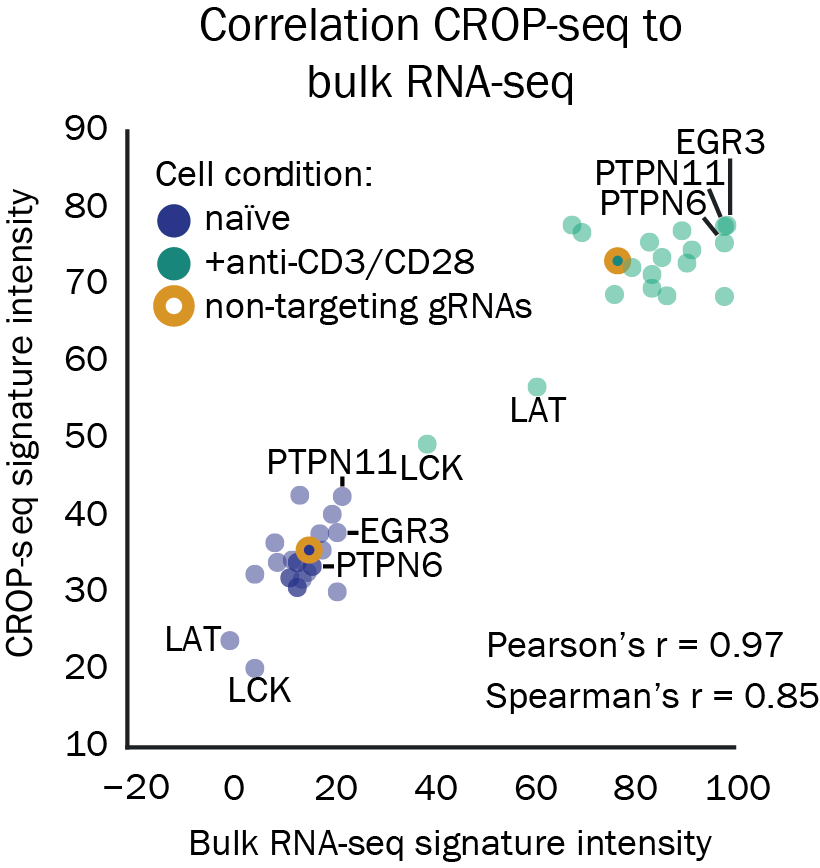 Correlation CROP-seq to
bulk RNA-seq
CROP-seq signature intensity
90
80
70
60
50
40
30
20
10
Cell condition:
naïve
+anti-CD3/CD28
non-targeting gRNAs
EGR3
PTPN11
PTPN6
LAT
PTPN11
LCK
EGR3
PTPN6
LAT
LCK
Pearson's r = 0.97
Spearman's r = 0.85
−20 0 20 40 60 80 100
Bulk RNA-seq signature intensity